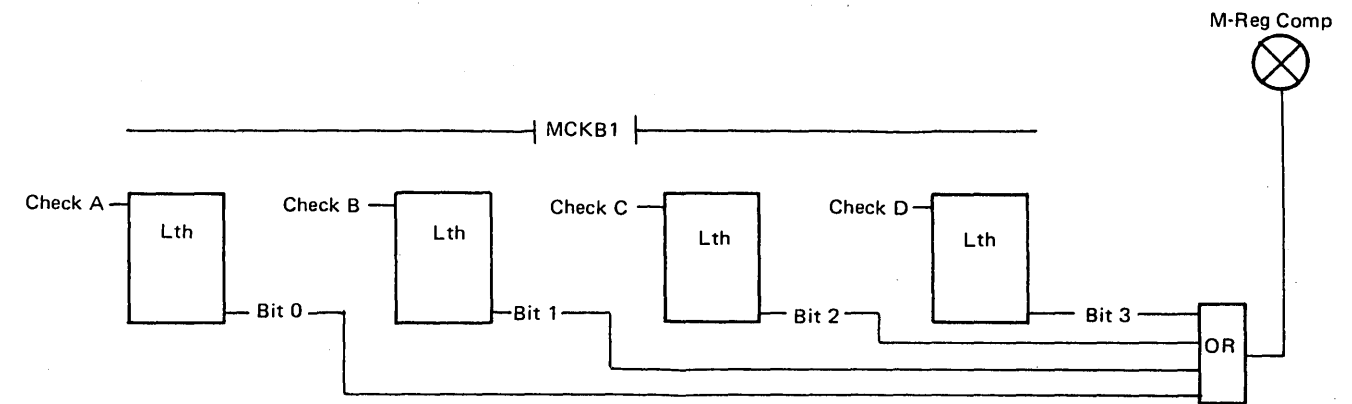 M-Reg Comp
MCKB1
Check A
Lth
Check B
Lth
Check C
Lth
Check D
Lth
Bit 0
Bit 1
Bit 2
Bit 3
OR